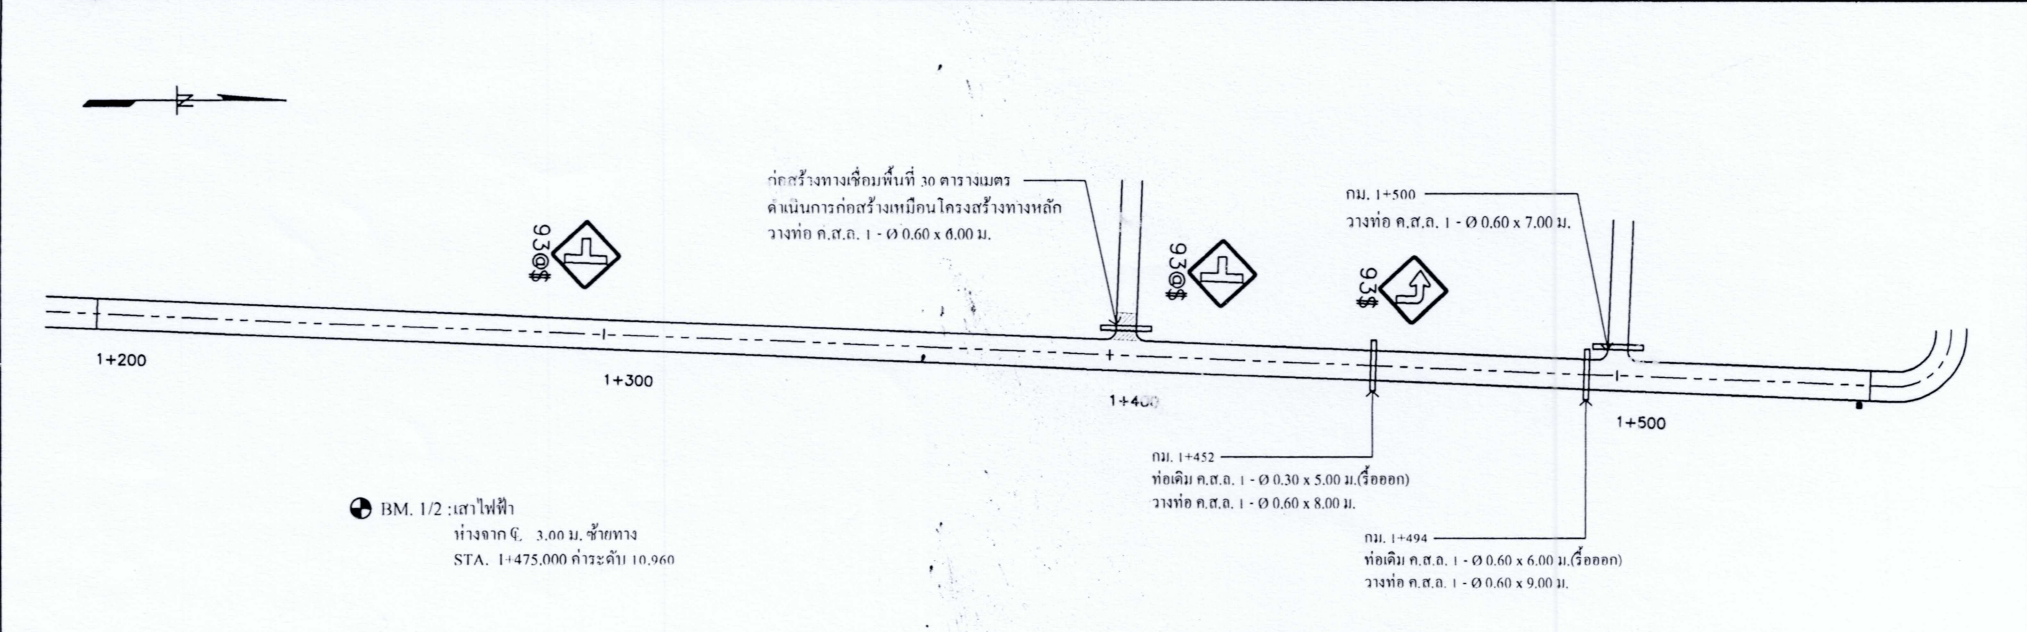 N
ก่อสร้างทางเชื่อมพื้นที่ 30 ตารางเมตร
ดำเนินการก่อสร้างเหมือนโครงสร้างทางหลัก
วางท่อ ค.ส.ล. 1 - Ø 0.60 x 6.00 ม.
กม. 1+500
วางท่อ ค.ส.ล. 1 - Ø 0.60 x 7.00 ม.
93@$
93@$
93$
1+200
1+300
1+400
1+500
กม. 1+452
ท่อเดิม ค.ส.ล. 1 - Ø 0.30 x 5.00 ม.(รื้อออก)
วางท่อ ค.ส.ล. 1 - Ø 0.60 x 8.00 ม.
กม. 1+494
ท่อเดิม ค.ส.ล. 1 - Ø 0.60 x 6.00 ม.(รื้อออก)
วางท่อ ค.ส.ล. 1 - Ø 0.60 x 9.00 ม.
BM. 1/2 :เสาไฟฟ้า
ห่างจาก ℄ 3.00 ม. ซ้ายทาง
STA. 1+475.000 ค่าระดับ 10.960